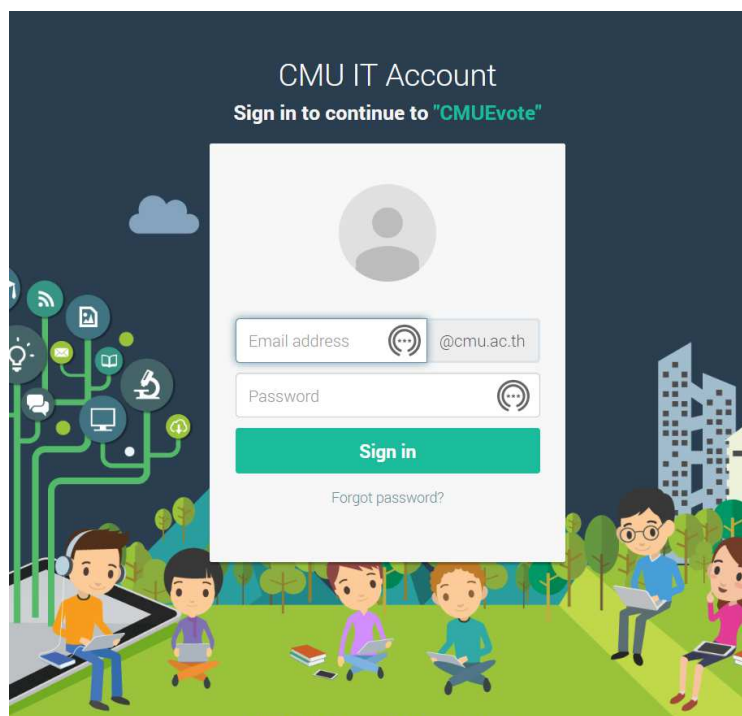 CMU IT Account
Sign in to continue to "CMUEvote"
Email address @cmu.ac.th
Password
Sign in
Forgot password?